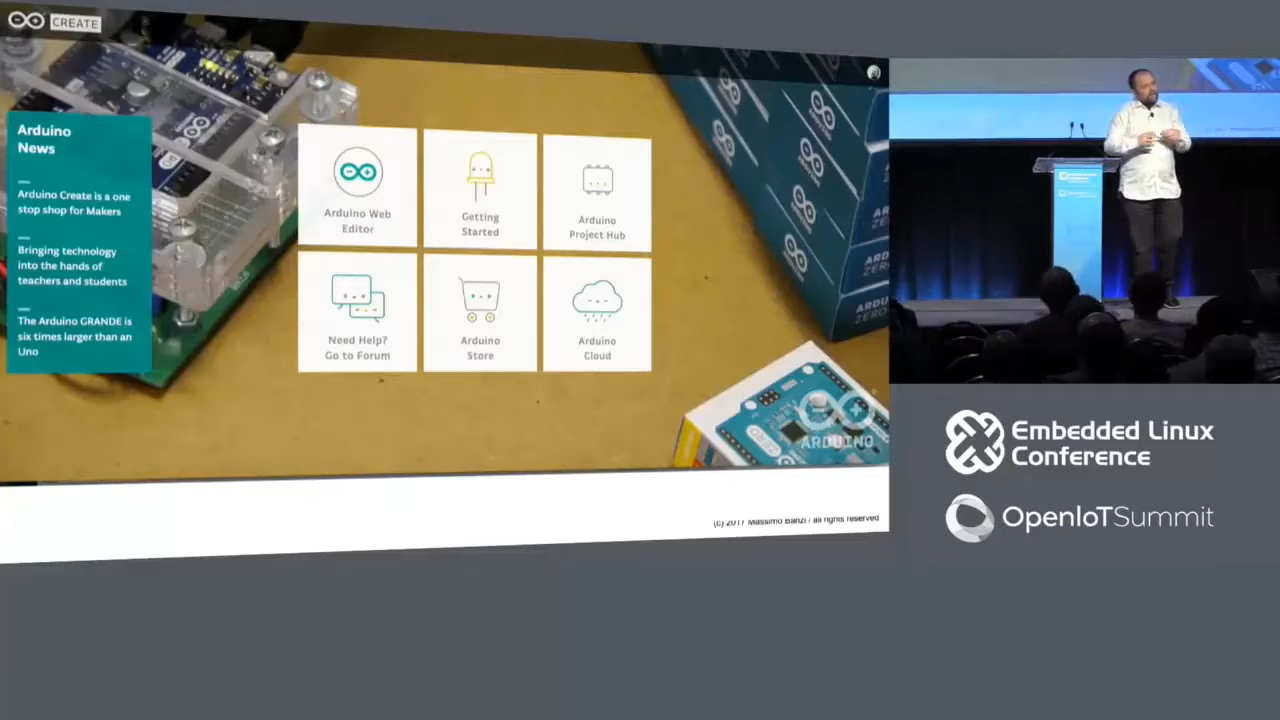 CREATE
Arduino
News
Arduino Create is a one
stop shop for Makers
Bringing technology
into the hands of
teachers and students
The Arduino GRANDE is
six times larger than an
Uno
Arduino Web
Editor
Getting
Started
Arduino
Project Hub
Need Help?
Go to Forum
Arduino
Store
Arduino
Cloud
ARDUINO
ZERO
(c) 2017 Massimo Banzi / all rights reserved
Embedded Linux
Conference
OpenIoTSummit